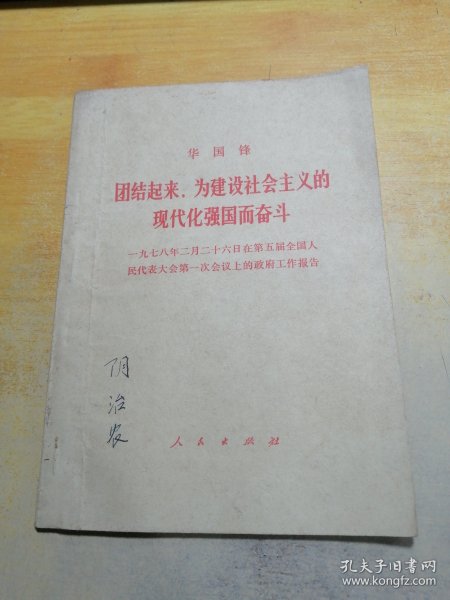 华国锋
团结起来，为建设社会主义的
现代化强国而奋斗
一九七八年二月二十六日在第五届全国人
民代表大会第一次会议上的政府工作报告
阴
治
农
人民出版社
孔夫子旧书网
www.kongfz.com